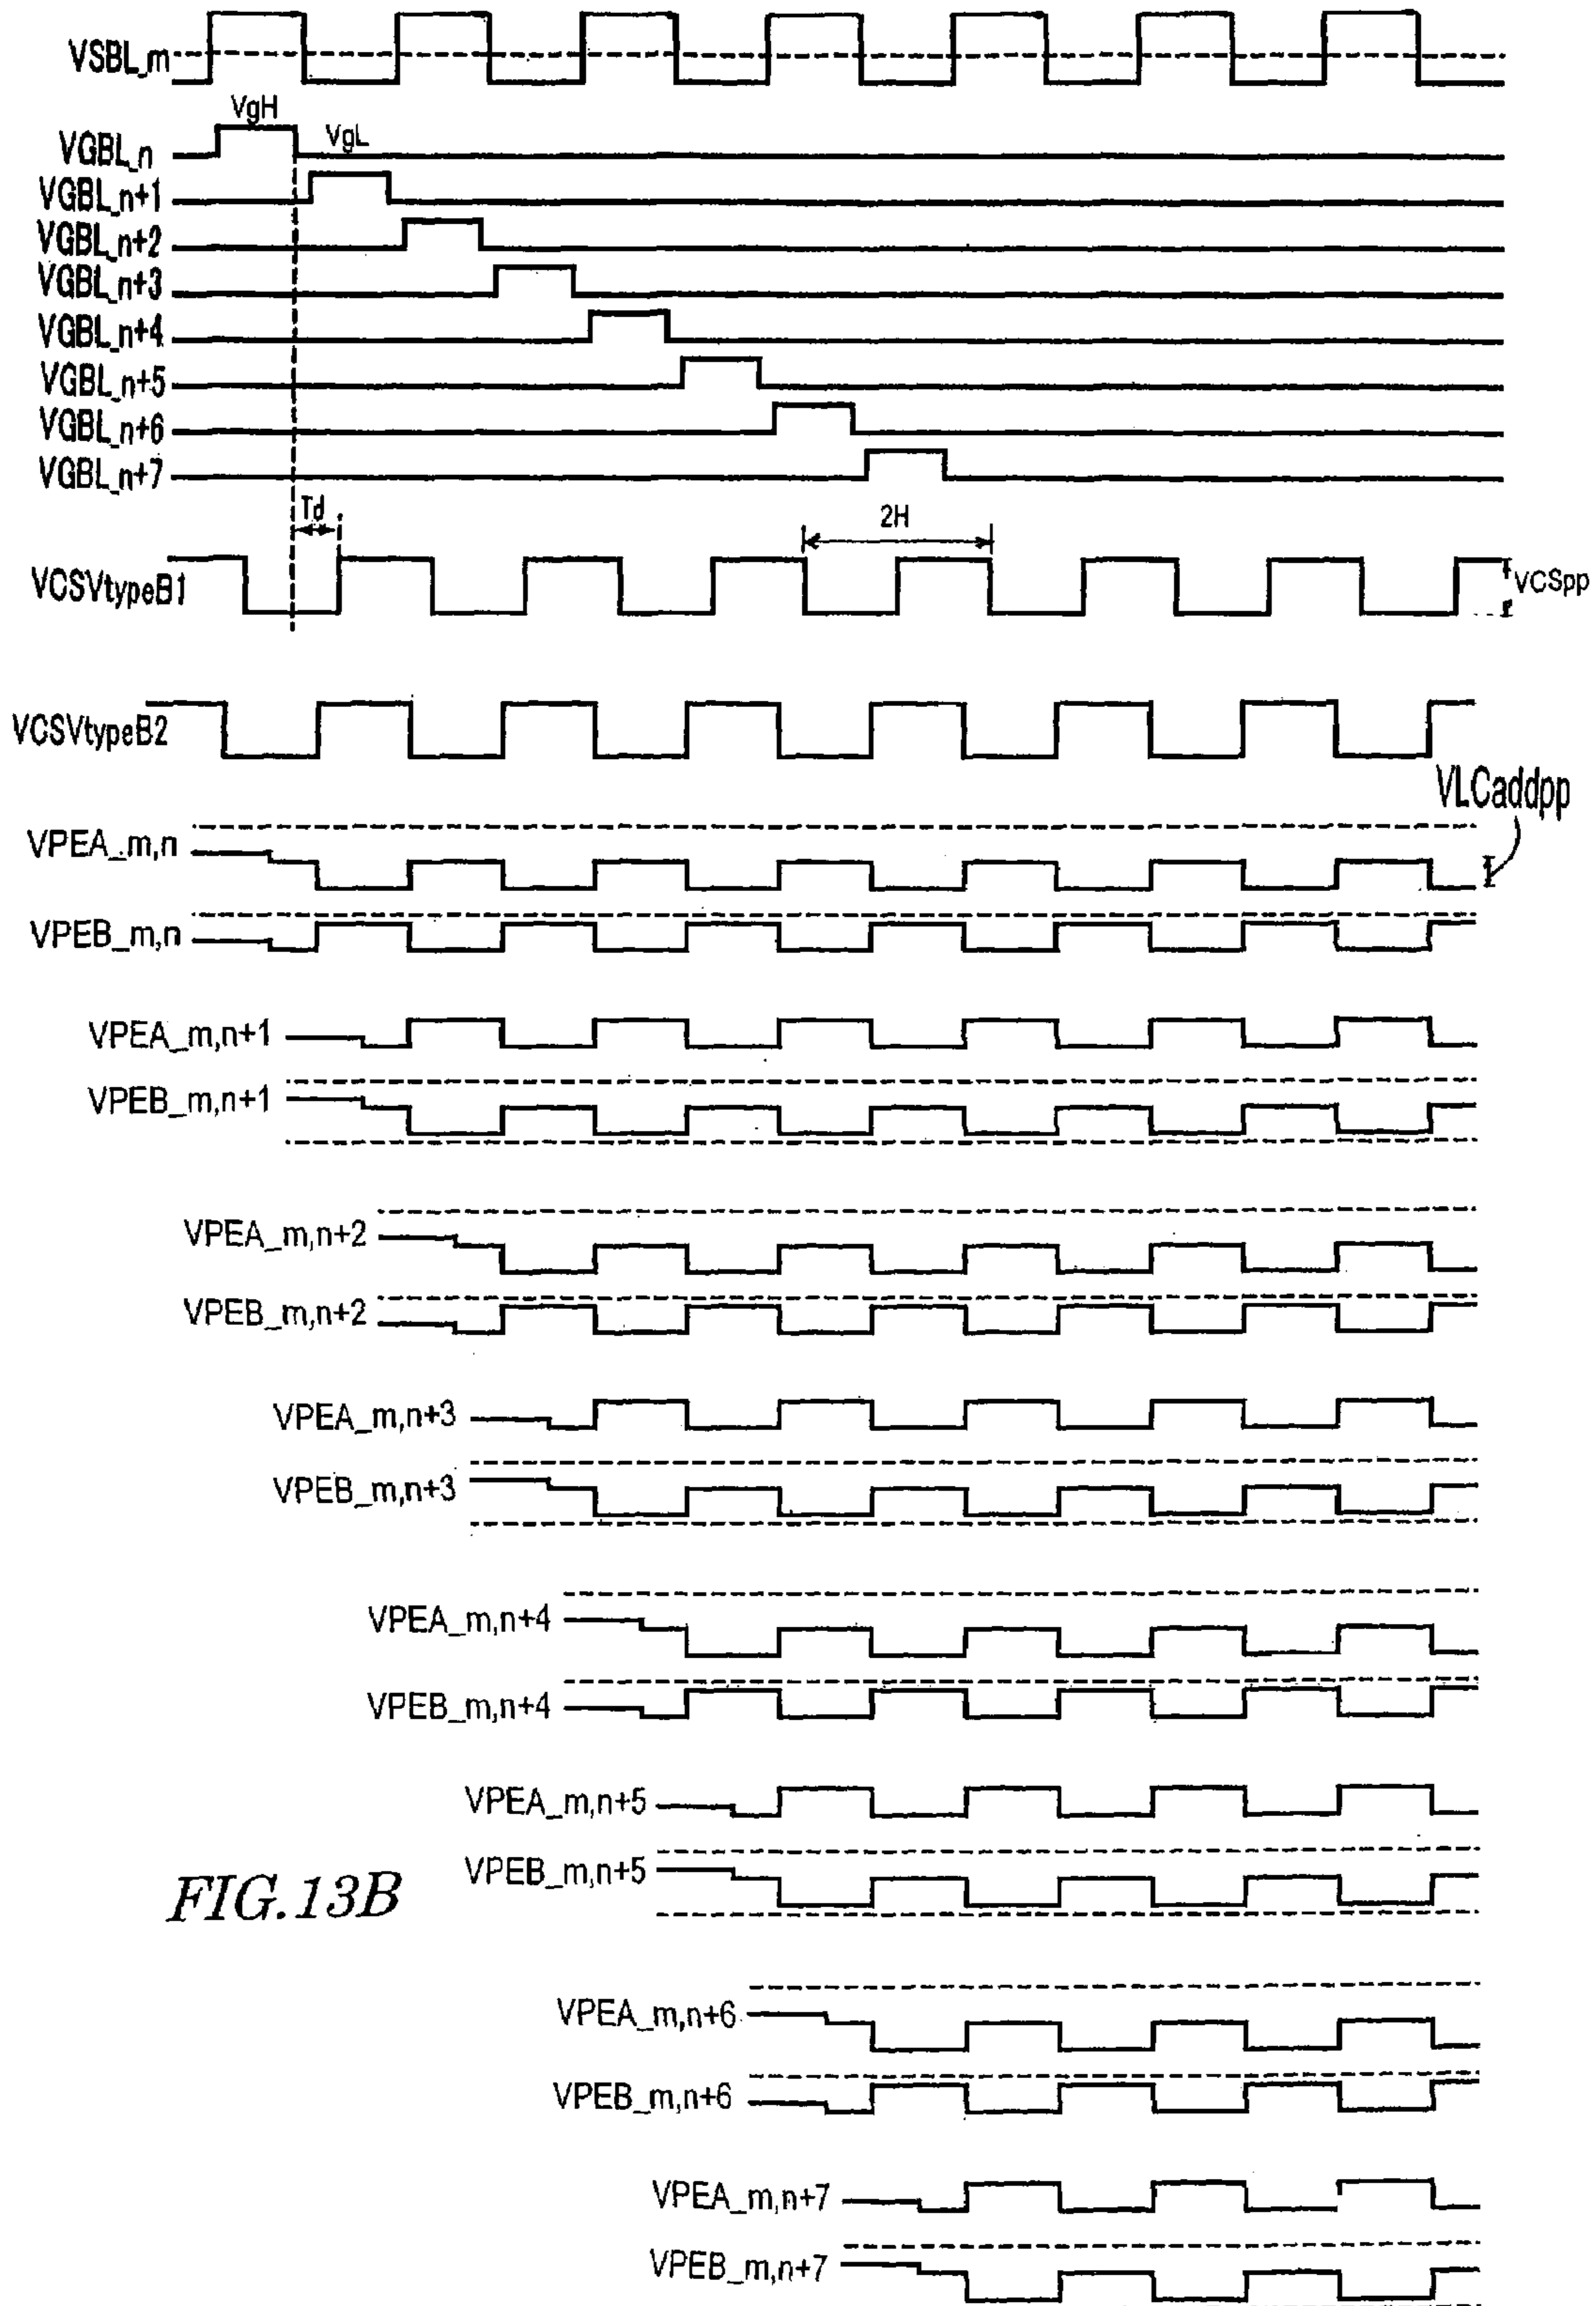 VSBL_m
VgH
VGBL_n
VgL
VGBL_n+1
VGBL_n+2
VGBL_n+3
VGBL_n+4
VGBL_n+5
VGBL_n+6
VGBL_n+7
Td
2H
VCSVtypeB1
VCSpp
VCSVtypeB2
VLCaddpp
VPEA_m,n
VPEB_m,n
VPEA_m,n+1
VPEB_m,n+1
VPEA_m,n+2
VPEB_m,n+2
VPEA_m,n+3
VPEB_m,n+3
VPEA_m,n+4
VPEB_m,n+4
VPEA_m,n+5
VPEB_m,n+5
FIG.13B
VPEA_m,n+6
VPEB_m,n+6
VPEA_m,n+7
VPEB_m,n+7